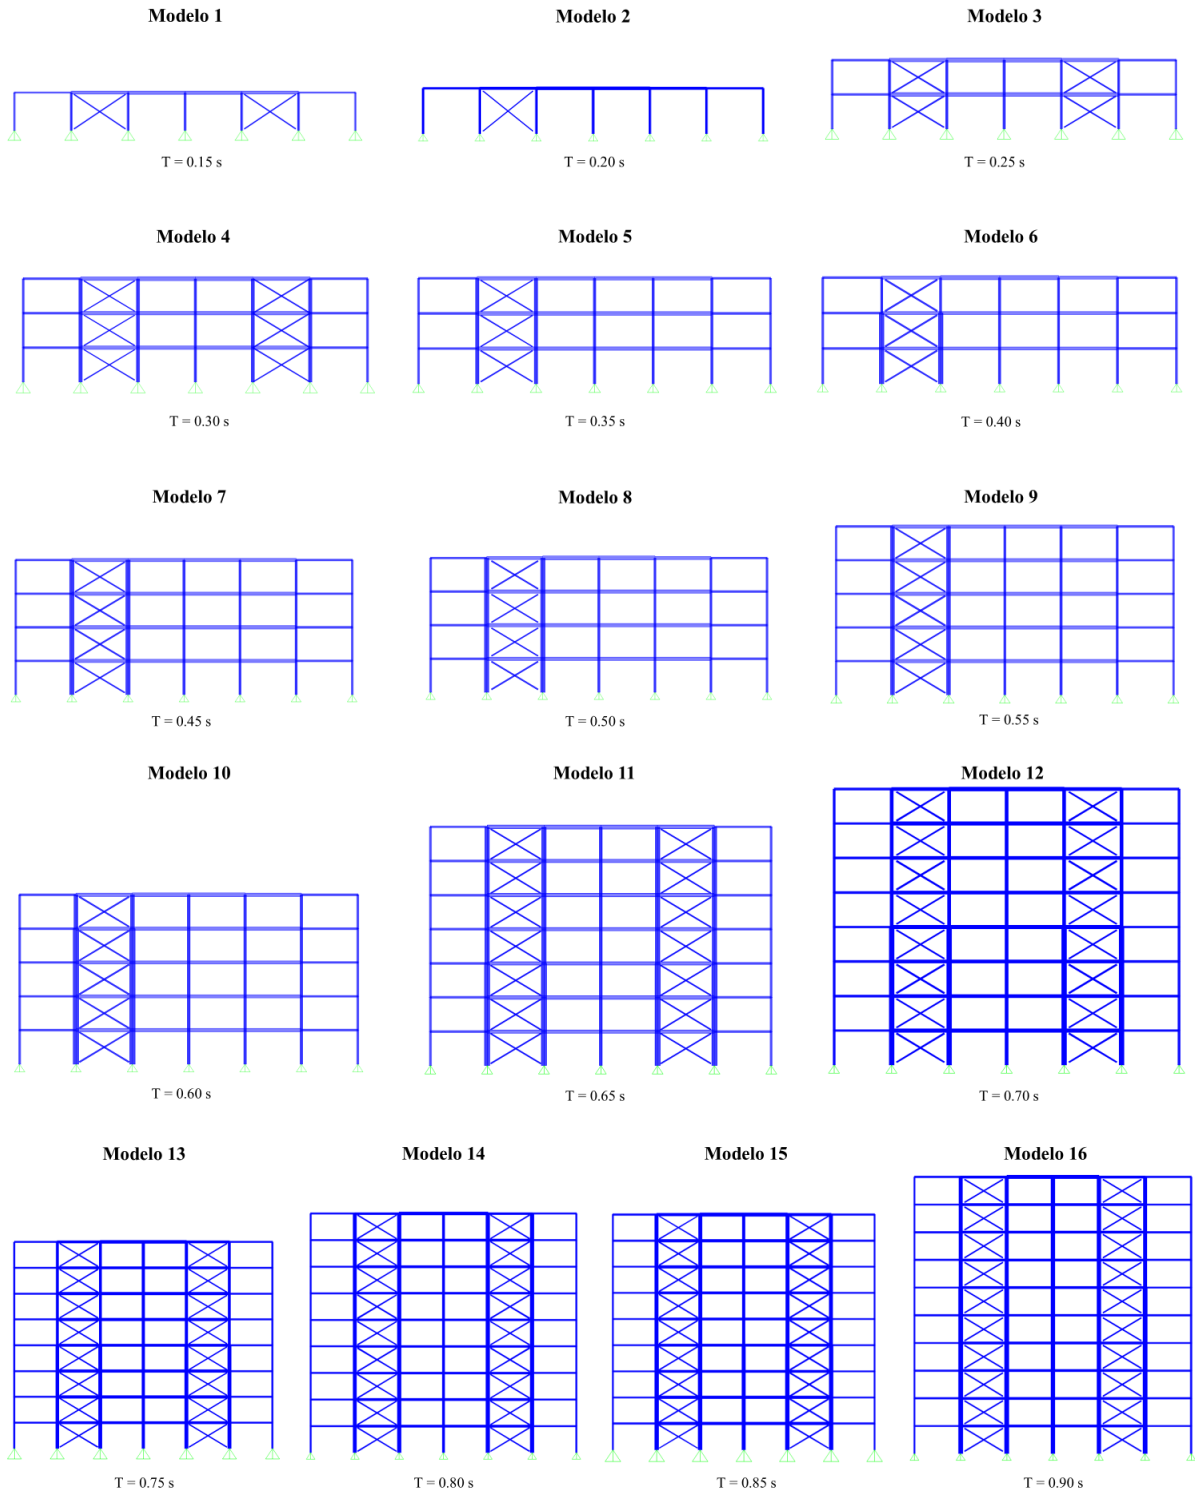 Modelo 1
Modelo 2
Modelo 3
T = 0.15 s
T = 0.20 s
T = 0.25 s
Modelo 4
Modelo 5
Modelo 6
T = 0.30 s
T = 0.35 s
T = 0.40 s
Modelo 7
Modelo 8
Modelo 9
T = 0.45 s
T = 0.50 s
T = 0.55 s
Modelo 10
Modelo 11
Modelo 12
T = 0.60 s
T = 0.65 s
T = 0.70 s
Modelo 13
Modelo 14
Modelo 15
Modelo 16
T = 0.75 s
T = 0.80 s
T = 0.85 s
T = 0.90 s